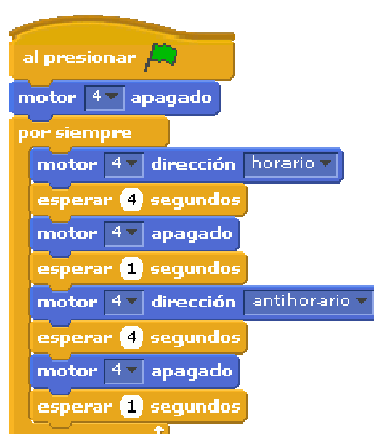 al presionar
motor 4 apagado
por siempre
motor 4 dirección horario
esperar 4 segundos
motor 4 apagado
esperar 1 segundos
motor 4 dirección antihorario
esperar 4 segundos
motor 4 apagado
esperar 1 segundos